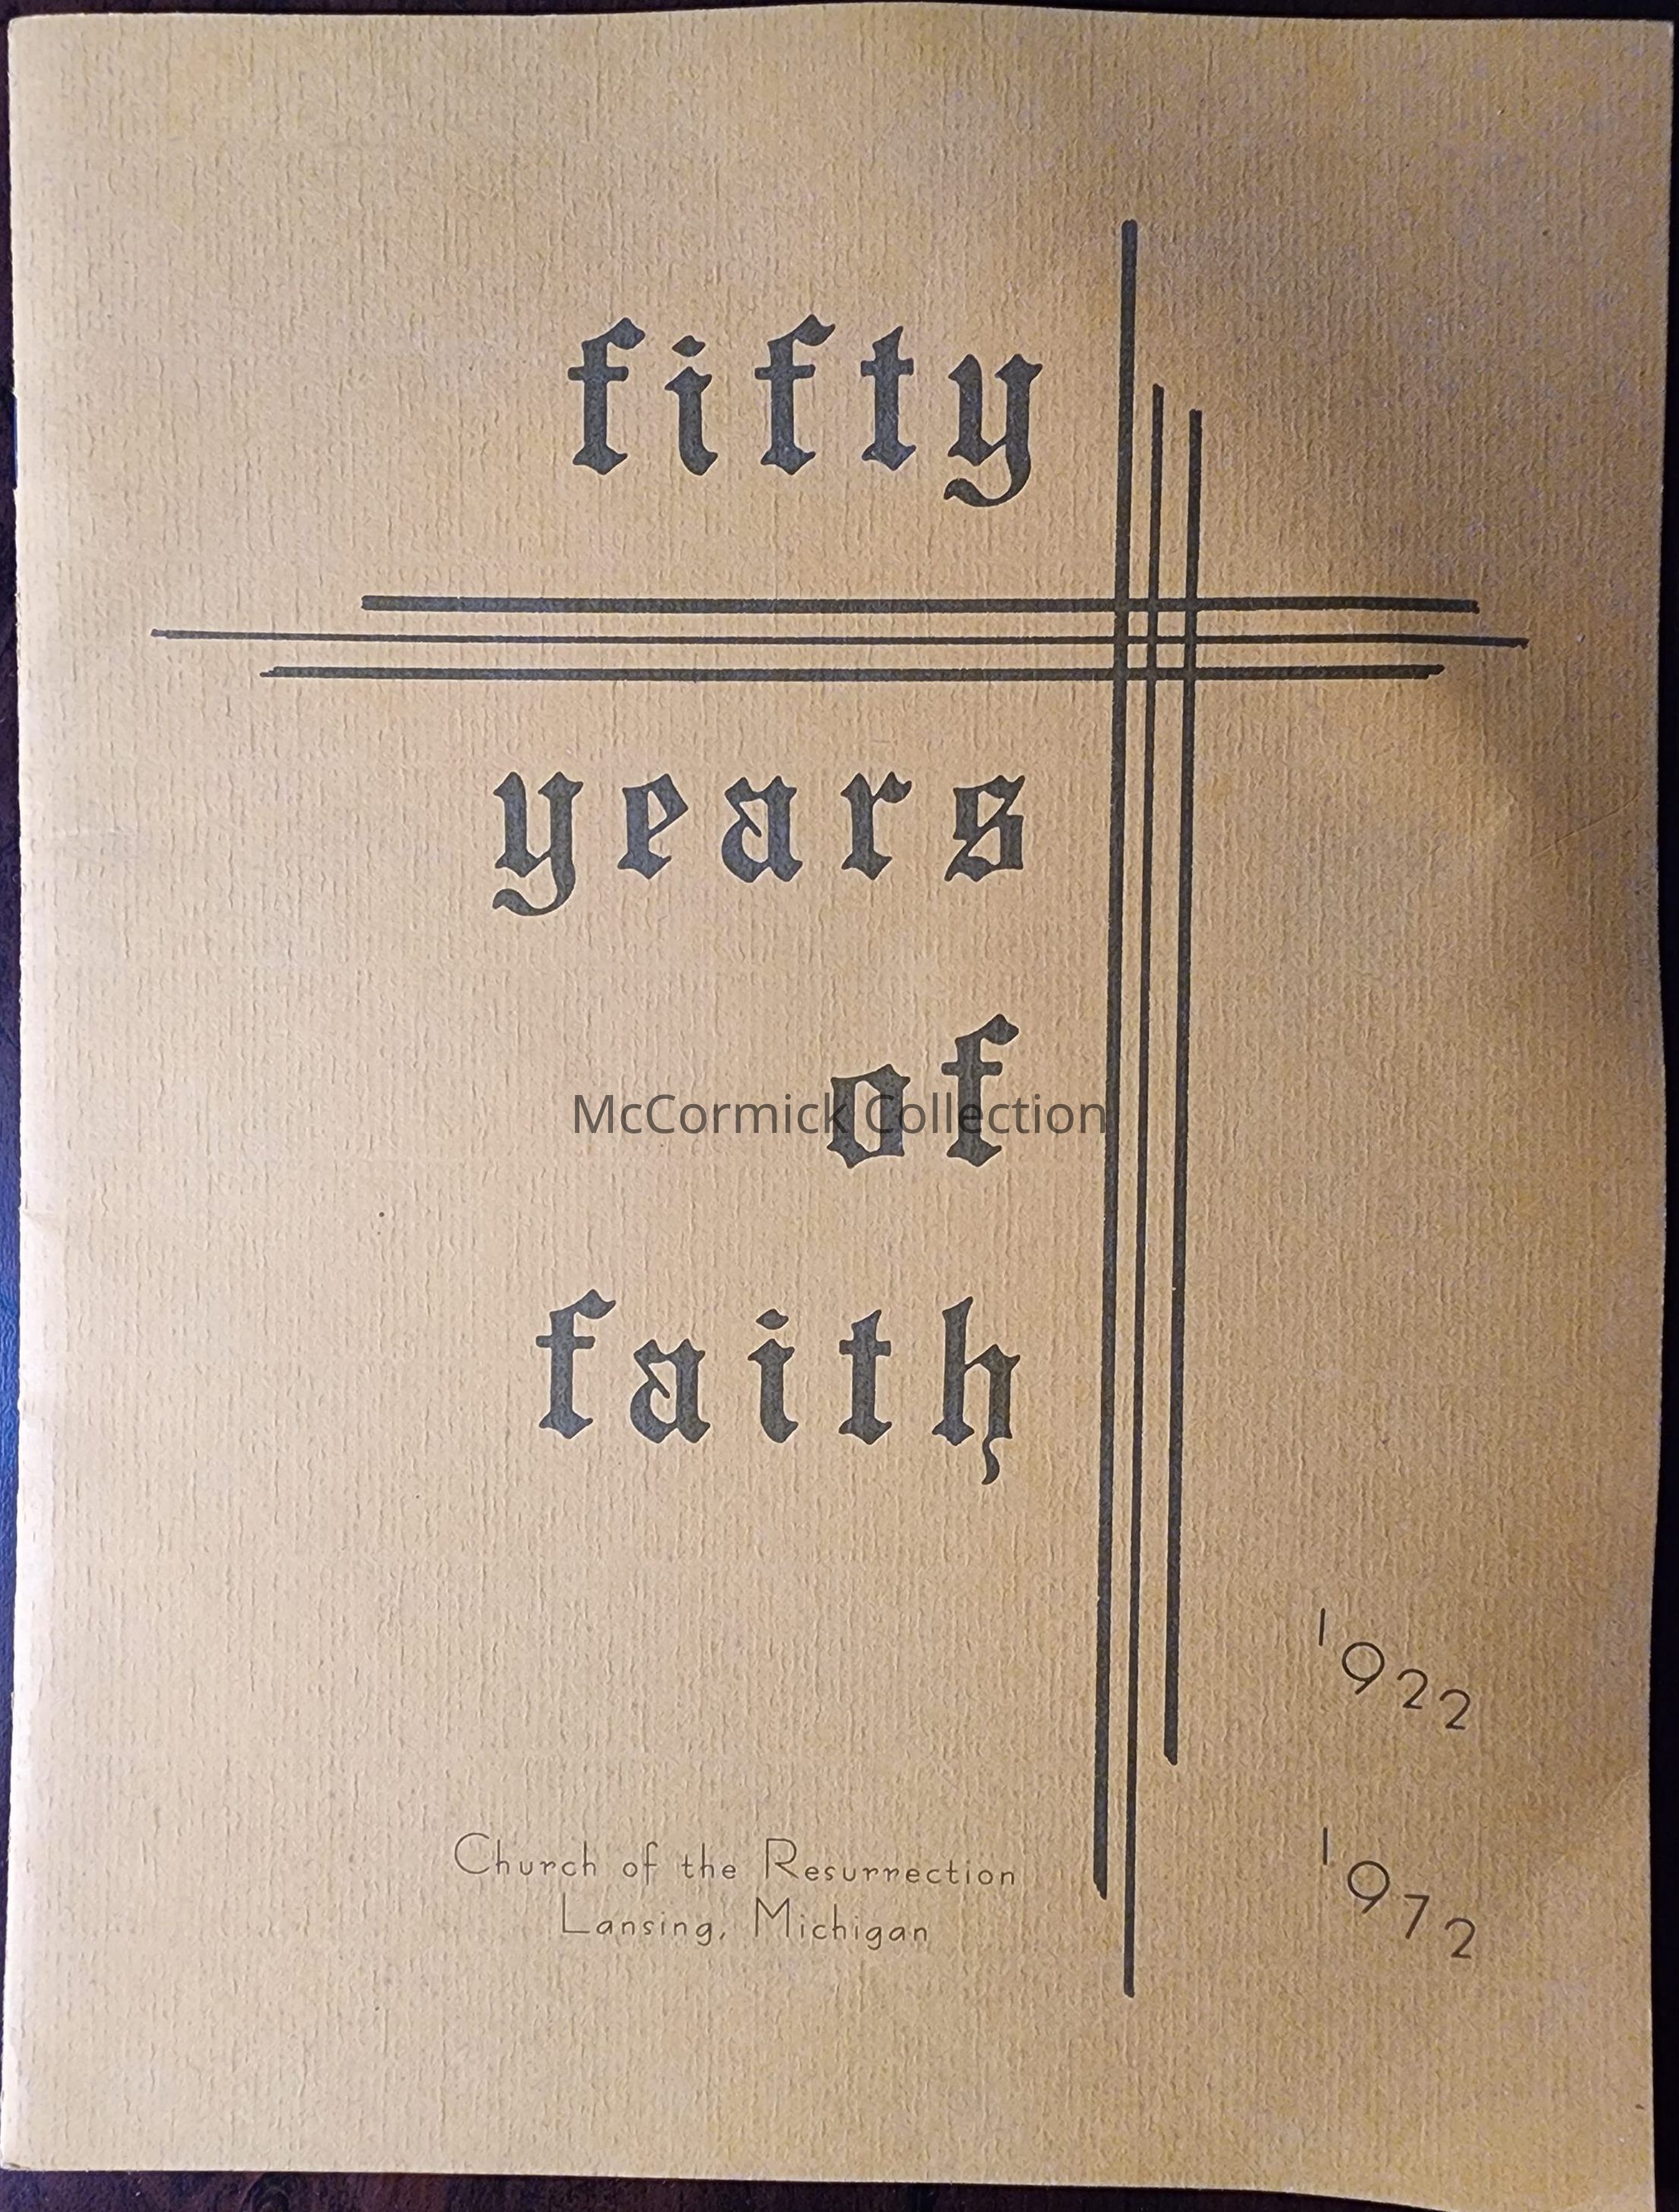 fifty
years
of
McCormick Collection
faith
1922
1972
Church of the Resurrection
Lansing, Michigan